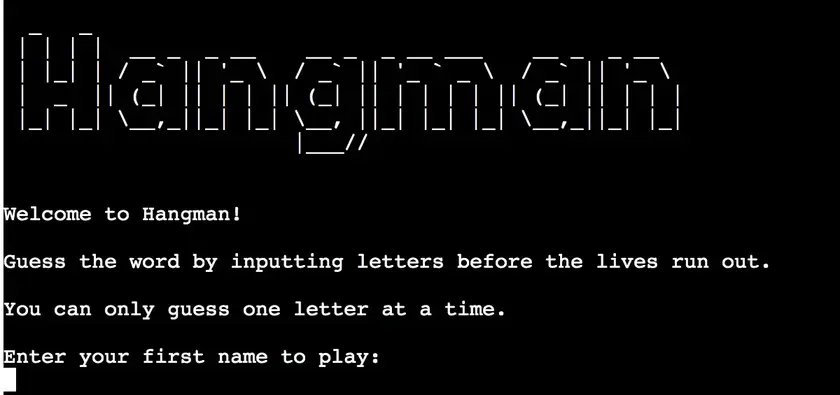 Hangman
Welcome to Hangman!
Guess the word by inputting letters before the lives run out.
You can only guess one letter at a time.
Enter your first name to play: